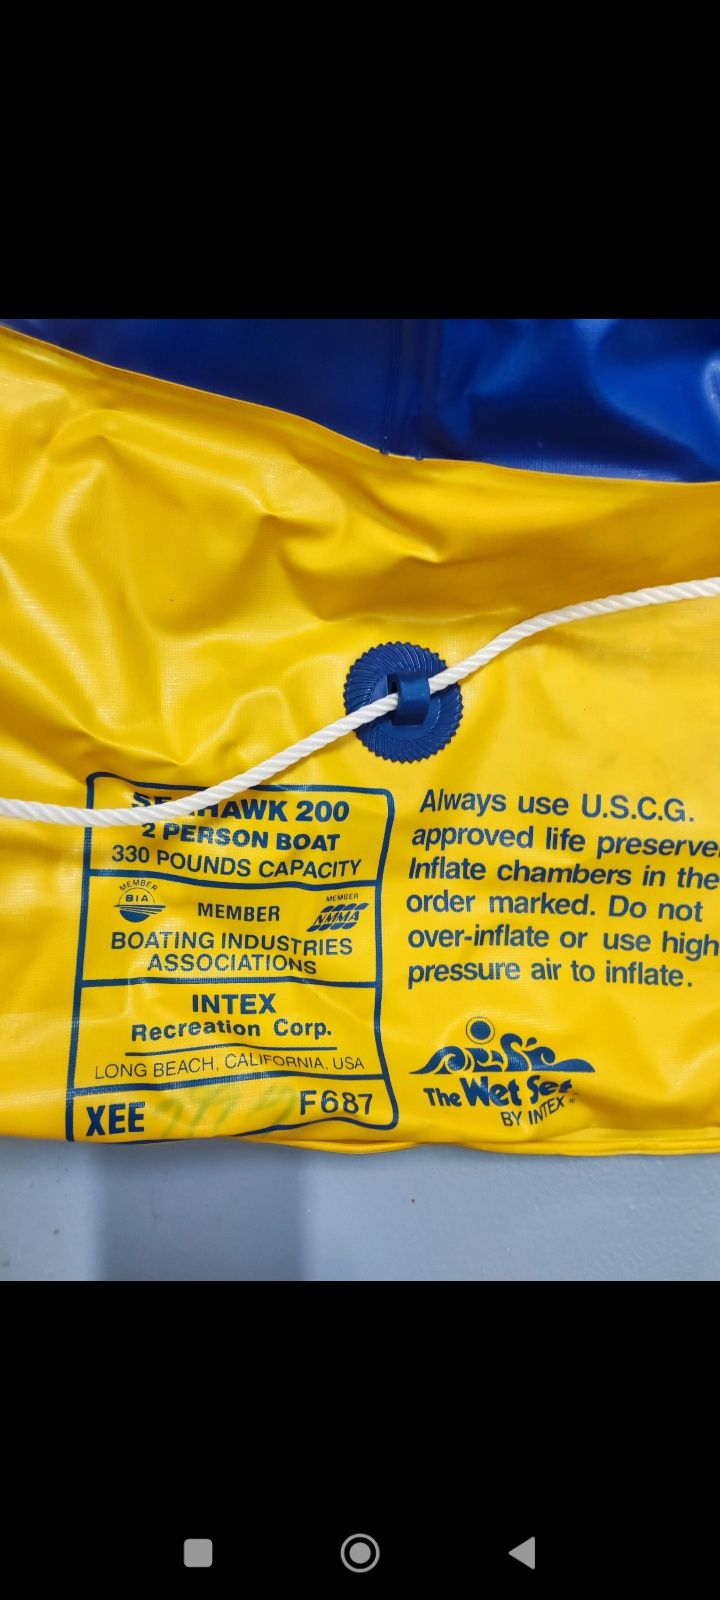 SEAHAWK 200
2 PERSON BOAT
330 POUNDS CAPACITY
MEMBER
BIA
MEMBER
MEMBER
NMMA
BOATING INDUSTRIES
ASSOCIATIONS
INTEX
Recreation Corp.
LONG BEACH, CALIFORNIA, USA
XEE
F687
Always use U.S.C.G.
approved life preserve
Inflate chambers in the
order marked. Do not
over-inflate or use high
pressure air to inflate.
The Wet Set
BY INTEX